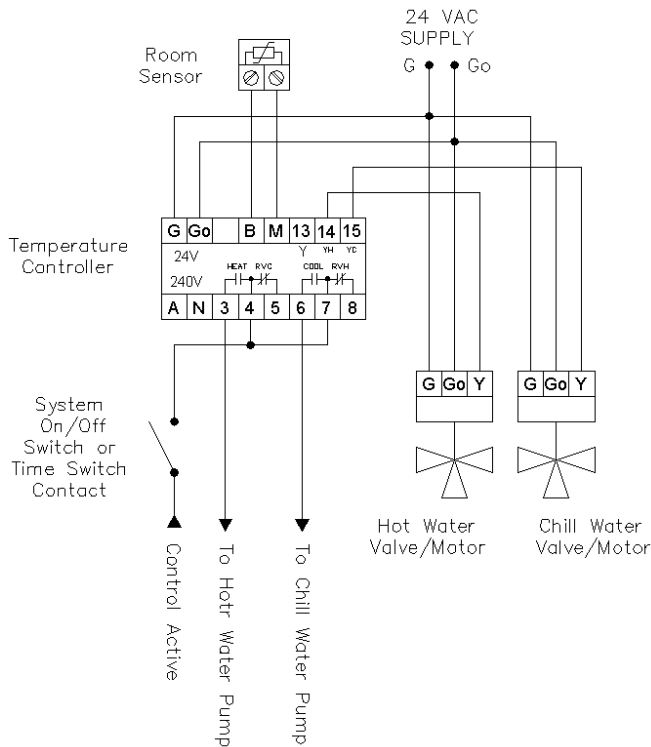 24 VAC
SUPPLY
G Go
Room
Sensor
G Go B M 13 14 15
Y YH YC
24V
Temperature
Controller
HEAT RVC COOL RVH
240V
A N 3 4 5 6 7 8
G Go Y G Go Y
System
On/Off
Switch or
Time Switch
Contact
Hot Water
Valve/Motor
Chill Water
Valve/Motor
Control Active
To Hotr Water Pump
To Chill Water Pump